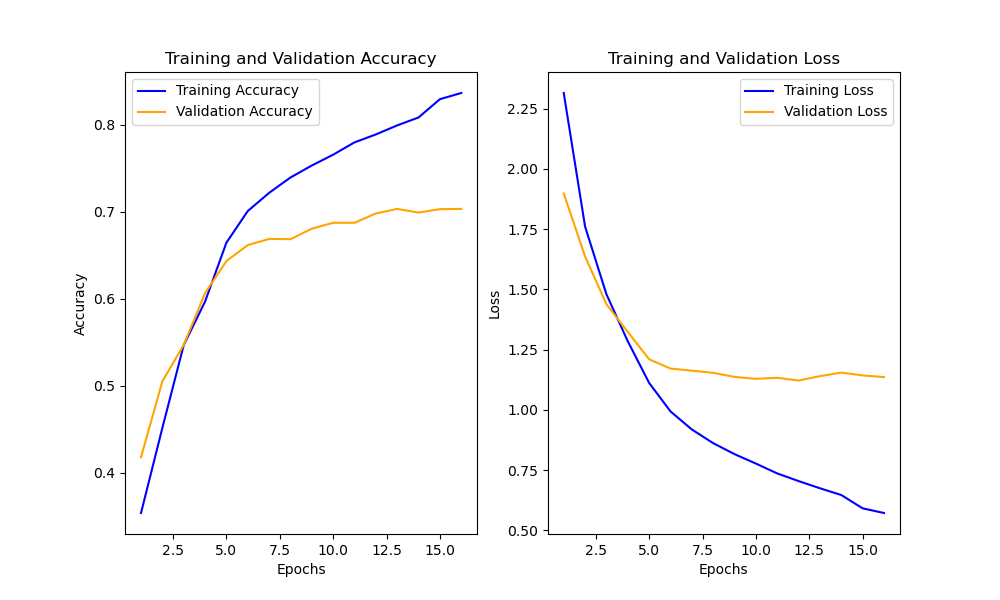 Training and Validation Accuracy
Training Accuracy
Validation Accuracy
0.8
0.7
0.6
0.5
0.4
Accuracy
2.5 5.0 7.5 10.0 12.5 15.0
Epochs
Training and Validation Loss
Training Loss
Validation Loss
2.25
2.00
1.75
1.50
1.25
1.00
0.75
0.50
Loss
2.5 5.0 7.5 10.0 12.5 15.0
Epochs